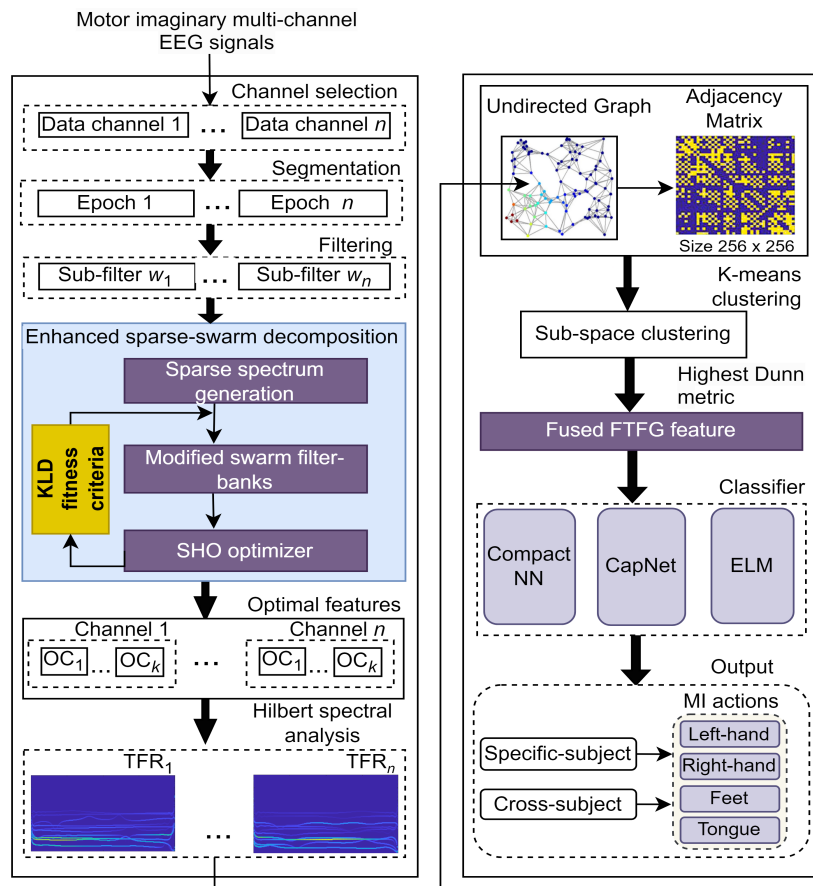 Motor imaginary multi-channel
EEG signals
Channel selection
Data channel 1
...
Data channel n
Segmentation
Epoch 1
...
Epoch n
Filtering
Sub-filter w₁
...
Sub-filter wₙ
Enhanced sparse-swarm decomposition
Sparse spectrum
generation
KLD
fitness
criteria
Modified swarm filter-
banks
SHO optimizer
Optimal features
Channel 1
Channel n
OC₁
...
OCₖ
...
OC₁
...
OCₖ
Hilbert spectral
analysis
TFR₁
...
TFRₙ
Undirected Graph
Adjacency
Matrix
Size 256 x 256
K-means
clustering
Sub-space clustering
Highest Dunn
metric
Fused FTFG feature
Classifier
Compact
NN
CapNet
ELM
Output
MI actions
Specific-subject
Cross-subject
Left-hand
Right-hand
Feet
Tongue